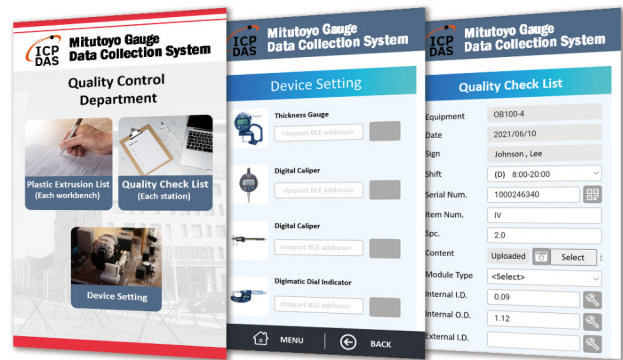 ICP
DAS
Mitutoyo Gauge
Data Collection System
Quality Control
Department
Plastic Extrusion List
(Each workbench)
Quality Check List
(Each station)
Device Setting
ICP
DAS
Mitutoyo Gauge
Data Collection System
Device Setting
Thickness Gauge
<Import BLE address>
Digital Caliper
<Import BLE address>
Digital Caliper
<Import BLE address>
Digimatic Dial Indicator
<Import BLE address>
MENU
BACK
ICP
DAS
Mitutoyo Gauge
Data Collection System
Quality Check List
Equipment OB100-4
Date 2021/06/10
Sign Johnson , Lee
Shift (D) 8:00-20:00
Serial Num. 1000246340
Item Num. IV
Spc. 2.0
Content Uploaded Select
Module Type <Select>
Internal I.D. 0.09
Internal O.D. 1.12
External I.D.